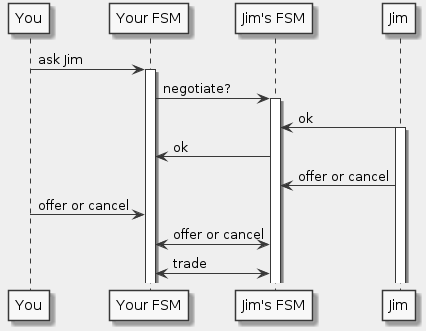 You
Your FSM
Jim's FSM
Jim
ask Jim
negotiate?
ok
ok
offer or cancel
offer or cancel
offer or cancel
trade
You
Your FSM
Jim's FSM
Jim